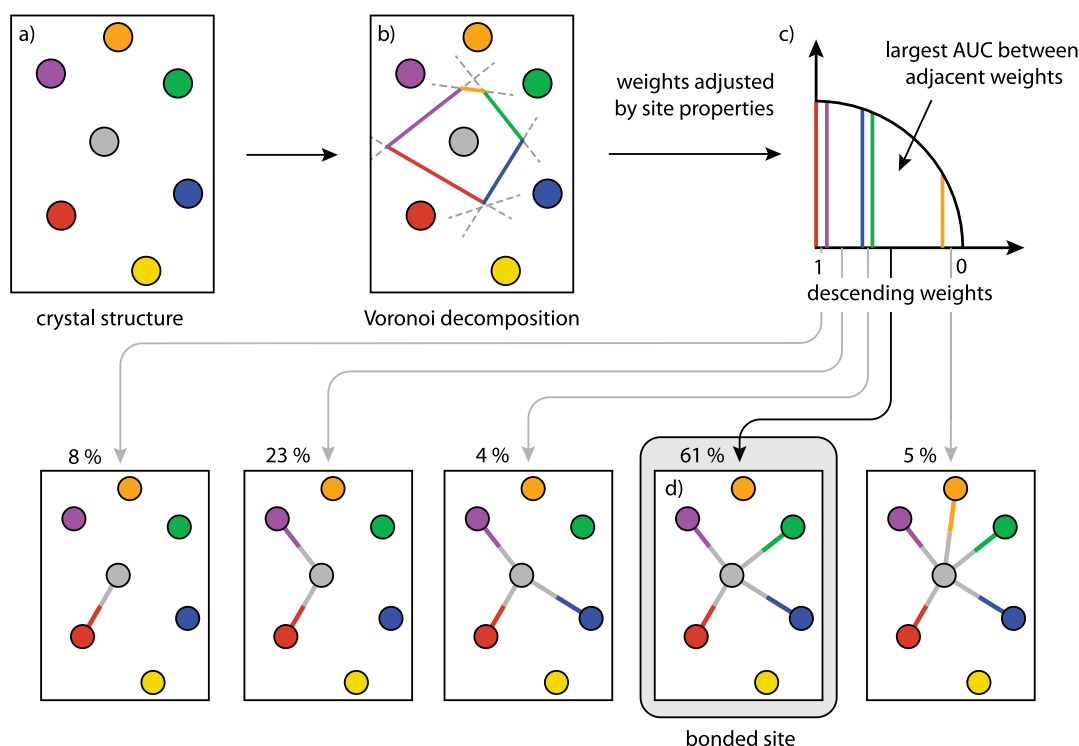 a)
b)
c)
weights adjusted
by site properties
largest AUC between
adjacent weights
1
0
descending weights
crystal structure
Voronoi decomposition
8 %
23 %
4 %
61 %
5 %
d)
bonded site